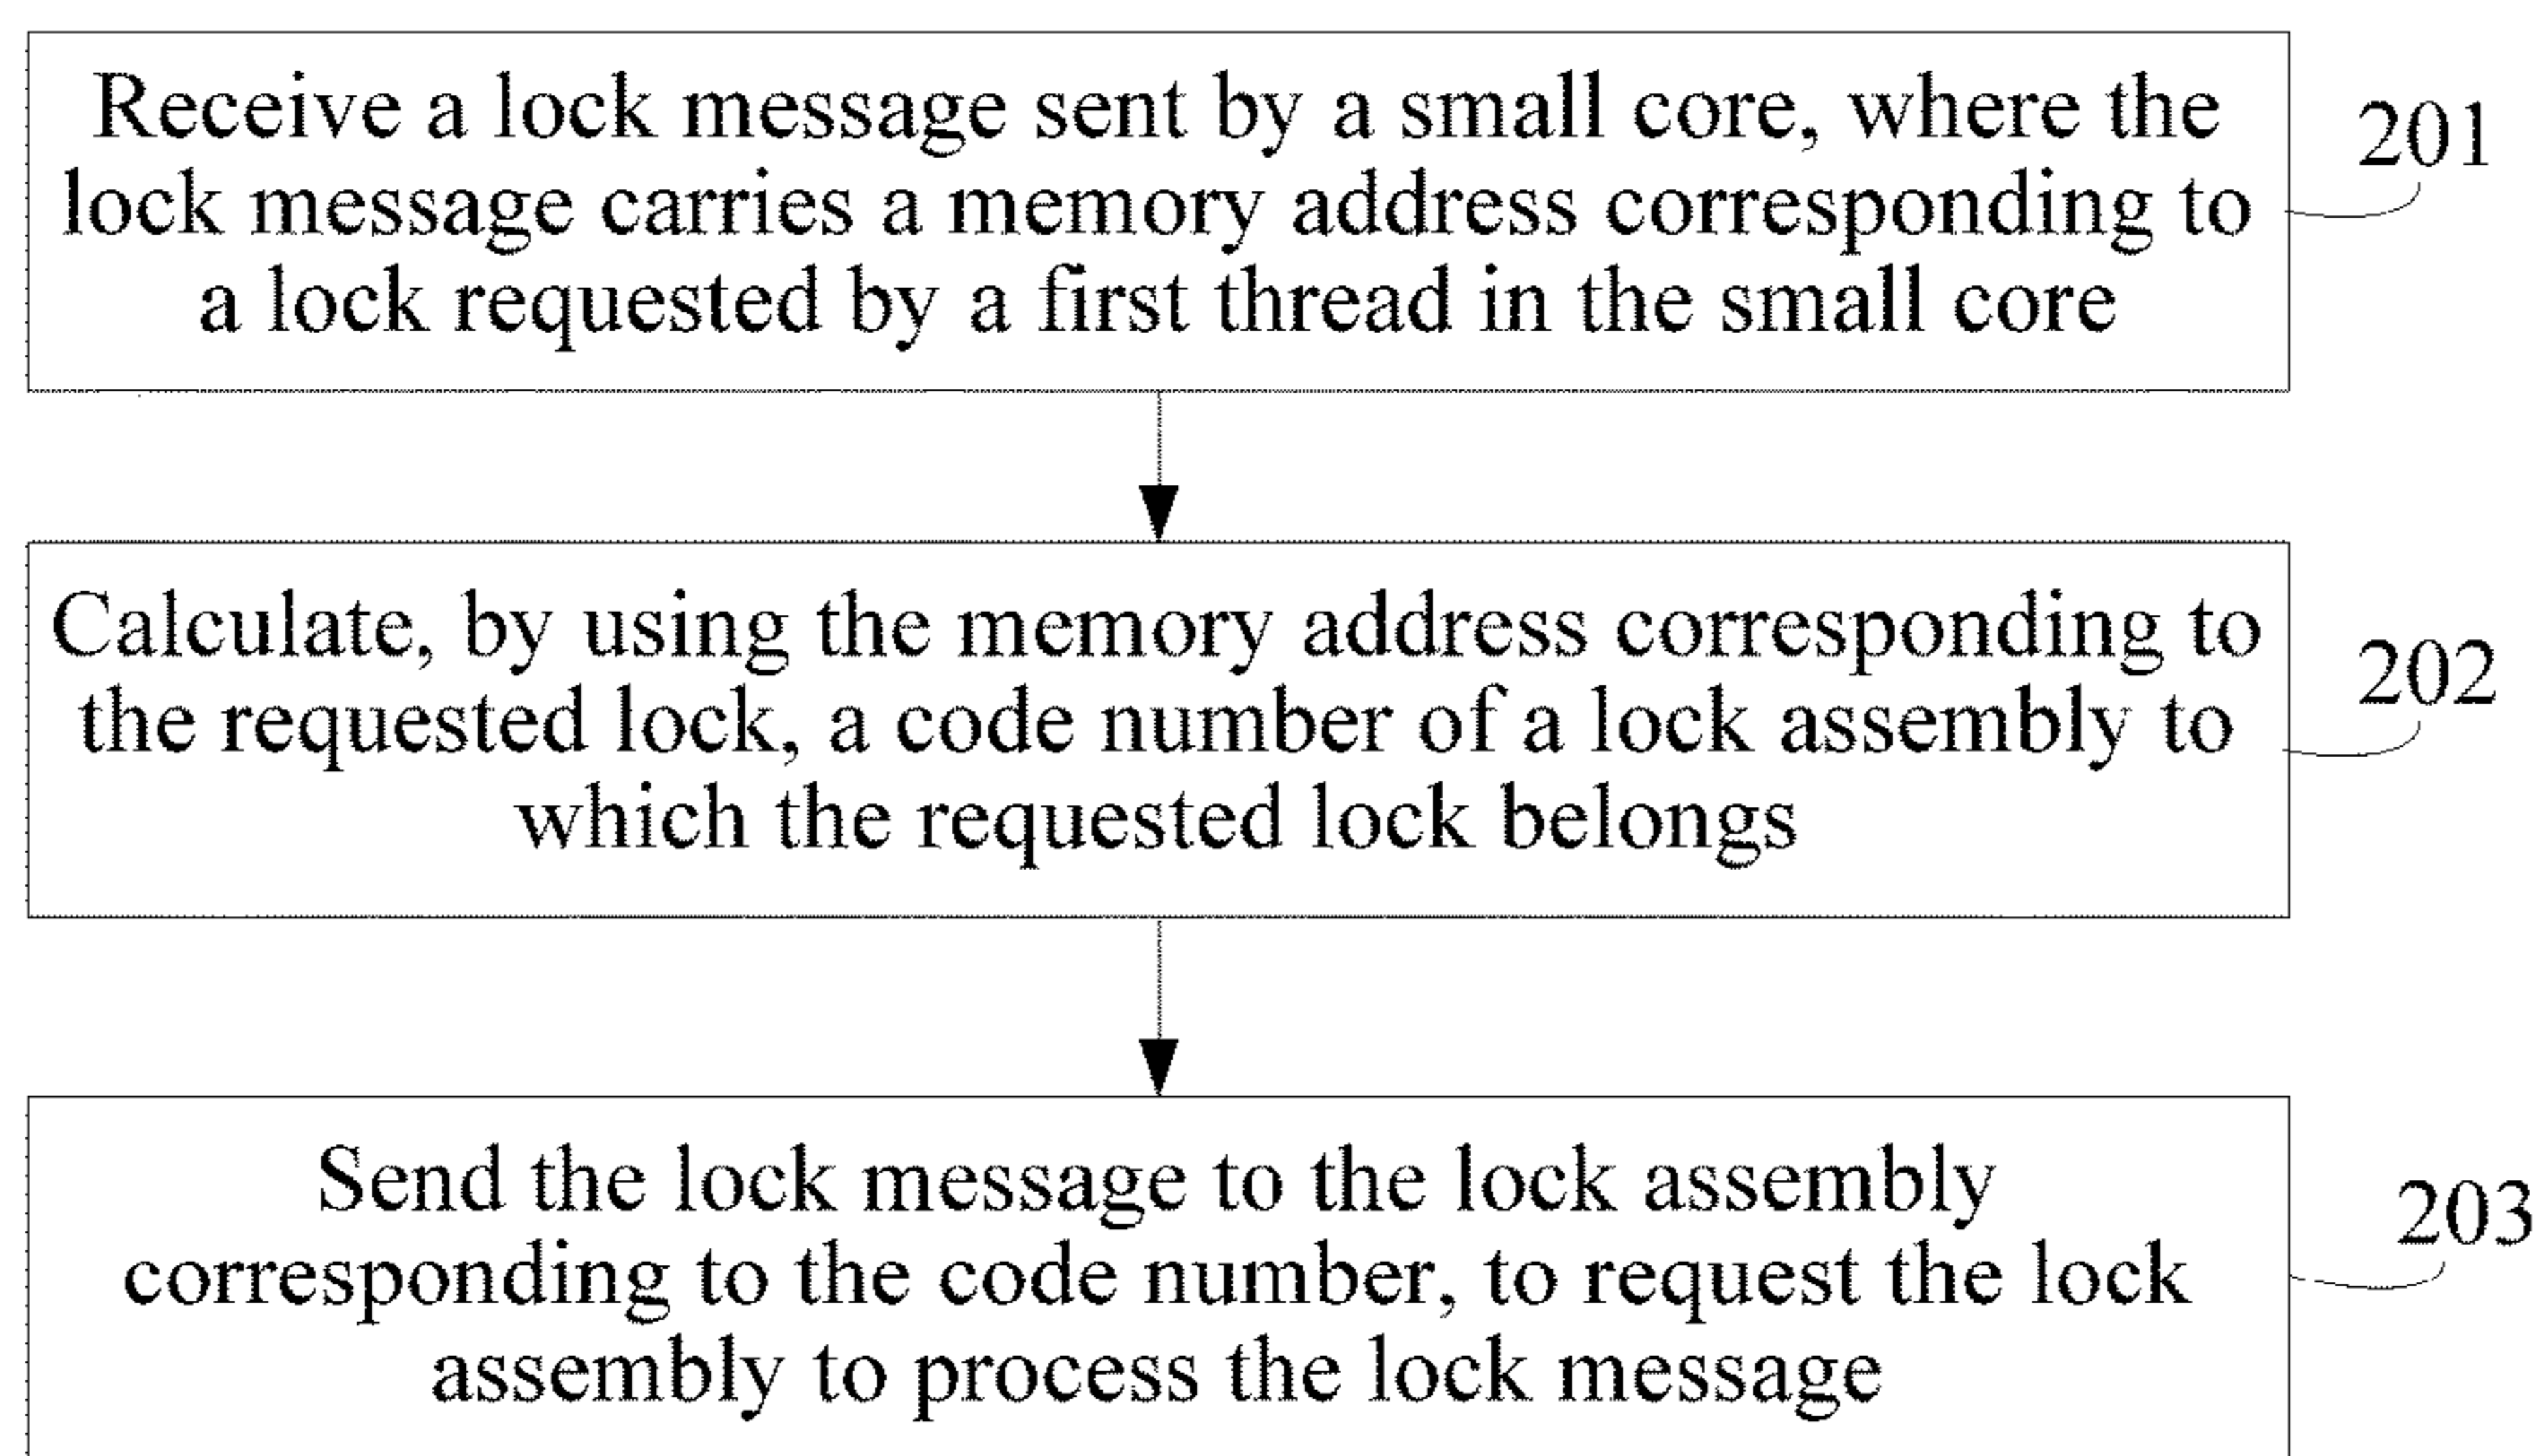 Receive a lock message sent by a small core, where the
lock message carries a memory address corresponding to
a lock requested by a first thread in the small core
201
Calculate, by using the memory address corresponding to
the requested lock, a code number of a lock assembly to
which the requested lock belongs
202
Send the lock message to the lock assembly
corresponding to the code number, to request the lock
assembly to process the lock message
203